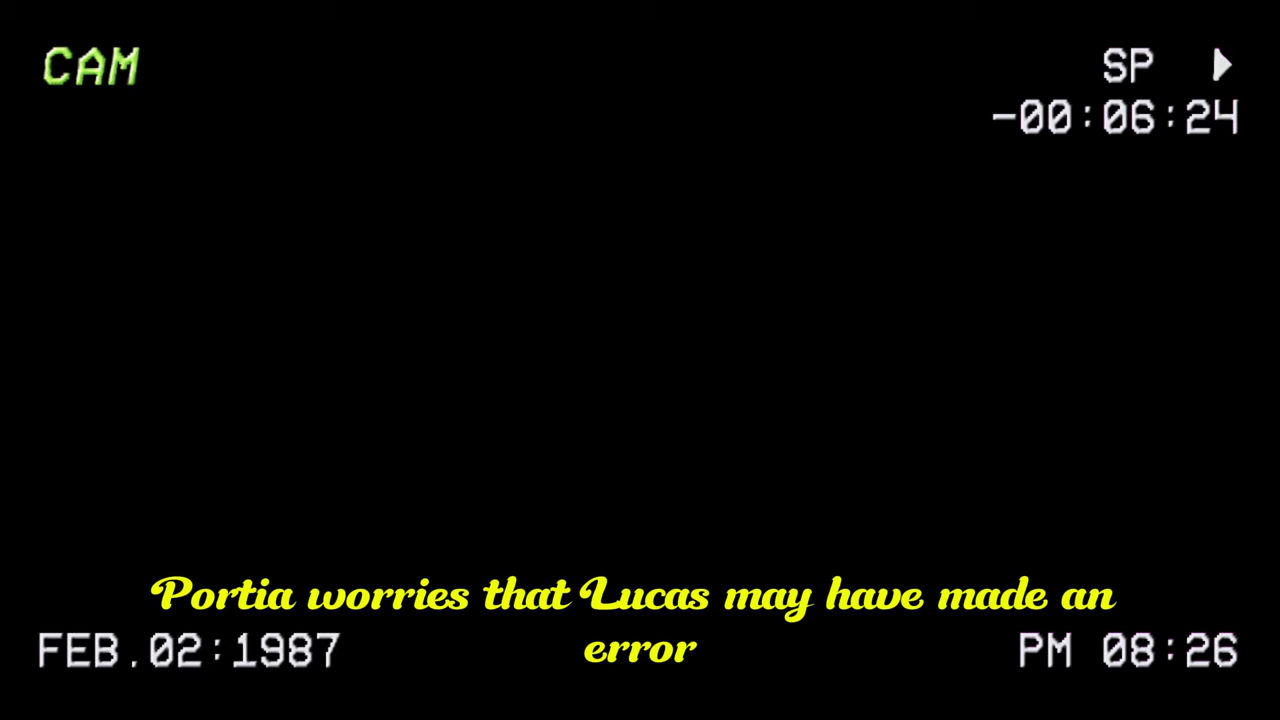 CAM
SP
-00:06:24
Portia worries that Lucas may have made an
error
FEB.02:1987
PM 08:26